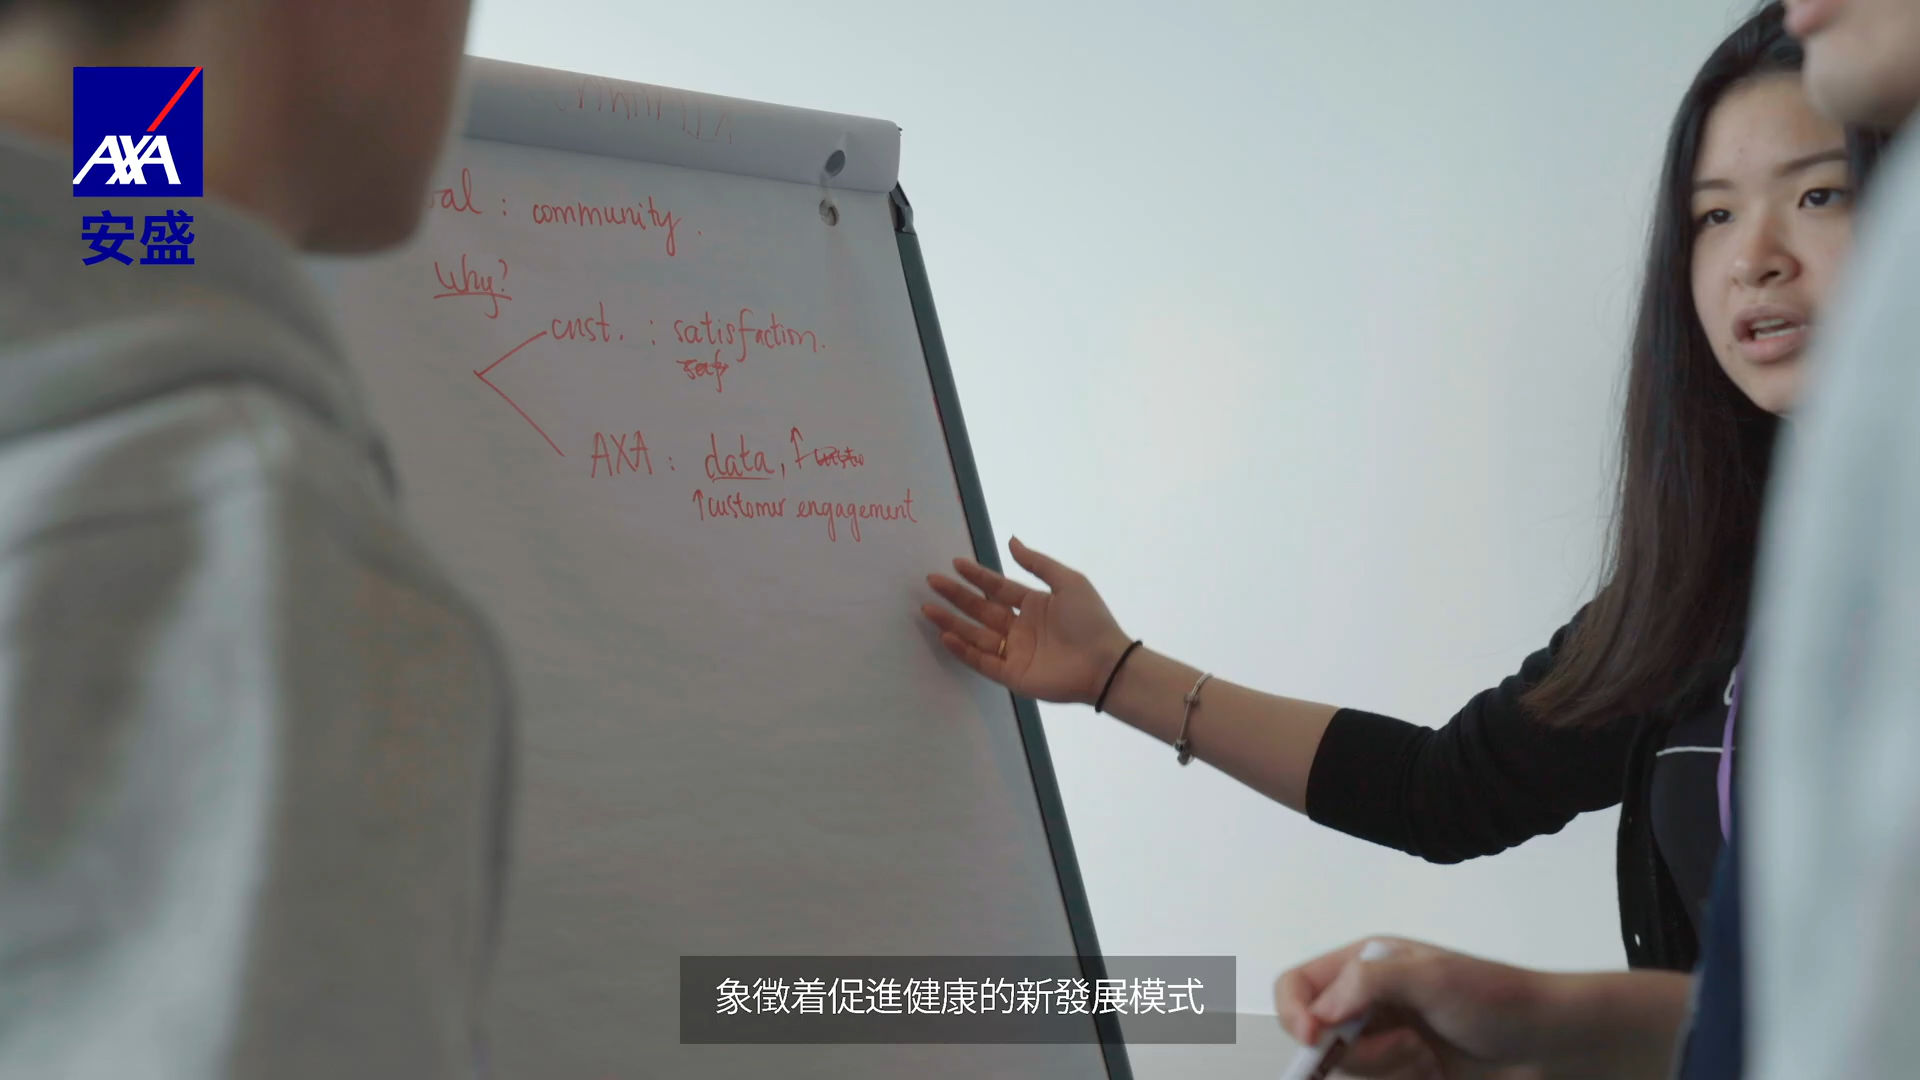 AXA
安盛
: community.
why?
cust. : satisfaction.
AXA : data, ↑
↑customer engagement
象徵着促進健康的新發展模式